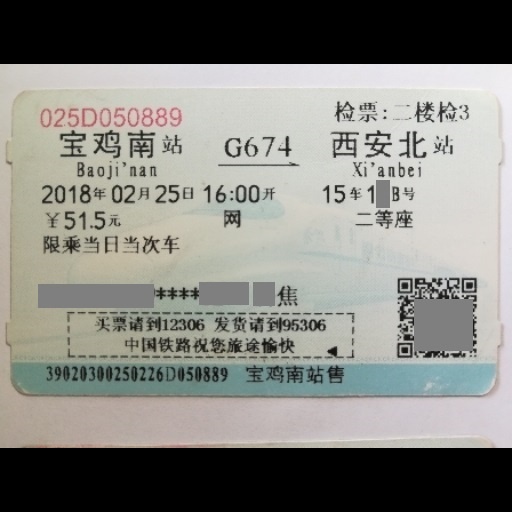 025D050889 检票:二楼检3
宝鸡南站 G674 西安北站
Baoji'nan Xi'anbei
2018年02月25日16:00开 15车1 B号
￥51.5元 网 二等座
限乘当日当次车
****焦
买票请到12306 发货请到95306
中国铁路祝您旅途愉快
39020300250226D050889 宝鸡南站售